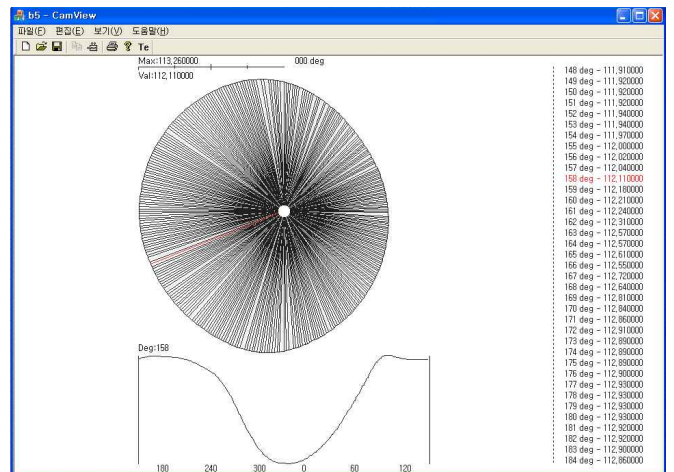 b5 - CamView
파일(F) 편집(E) 보기(V) 도움말(H)
Te
Max:113,260000 000 deg
Val:112,110000
148 deg - 111,910000
149 deg - 111,920000
150 deg - 111,920000
151 deg - 111,920000
152 deg - 111,940000
153 deg - 111,940000
154 deg - 111,970000
155 deg - 112,000000
156 deg - 112,020000
157 deg - 112,040000
158 deg - 112,110000
159 deg - 112,180000
160 deg - 112,210000
161 deg - 112,240000
162 deg - 112,310000
163 deg - 112,570000
164 deg - 112,570000
165 deg - 112,610000
166 deg - 112,550000
167 deg - 112,720000
168 deg - 112,640000
169 deg - 112,810000
170 deg - 112,840000
171 deg - 112,860000
172 deg - 112,910000
173 deg - 112,890000
174 deg - 112,890000
175 deg - 112,890000
176 deg - 112,900000
177 deg - 112,930000
178 deg - 112,930000
179 deg - 112,930000
180 deg - 112,930000
181 deg - 112,920000
182 deg - 112,920000
183 deg - 112,900000
184 deg - 112,860000
Deg:158
180 240 300 0 60 120